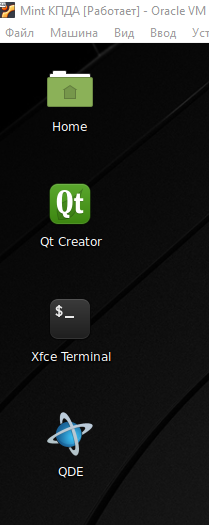 Mint КПДА [Работает] - Oracle VM
Файл Машина Вид Ввод Уст
Home
Qt
Qt Creator
$_
Xfce Terminal
QDE